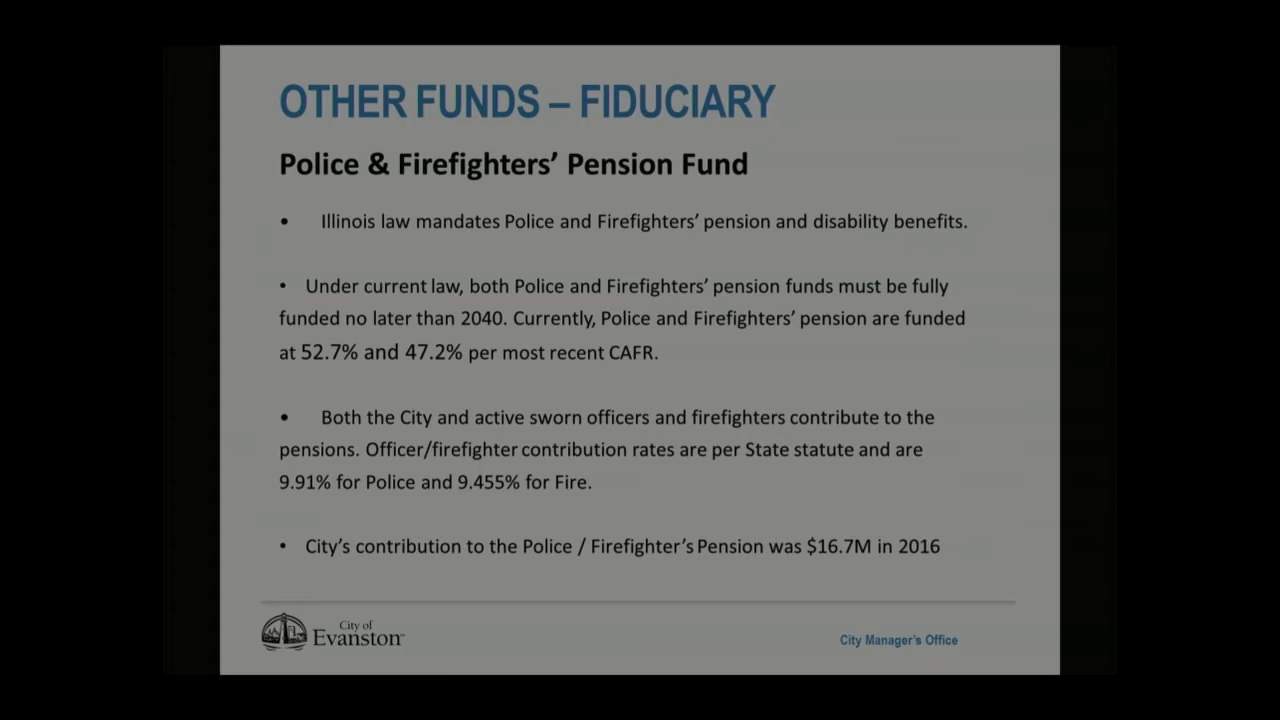 OTHER FUNDS – FIDUCIARY
Police & Firefighters’ Pension Fund
• Illinois law mandates Police and Firefighters’ pension and disability benefits.
• Under current law, both Police and Firefighters’ pension funds must be fully
funded no later than 2040. Currently, Police and Firefighters’ pension are funded
at 52.7% and 47.2% per most recent CAFR.
• Both the City and active sworn officers and firefighters contribute to the
pensions. Officer/firefighter contribution rates are per State statute and are
9.91% for Police and 9.455% for Fire.
• City’s contribution to the Police / Firefighter’s Pension was $16.7M in 2016
City of
Evanston™
City Manager’s Office